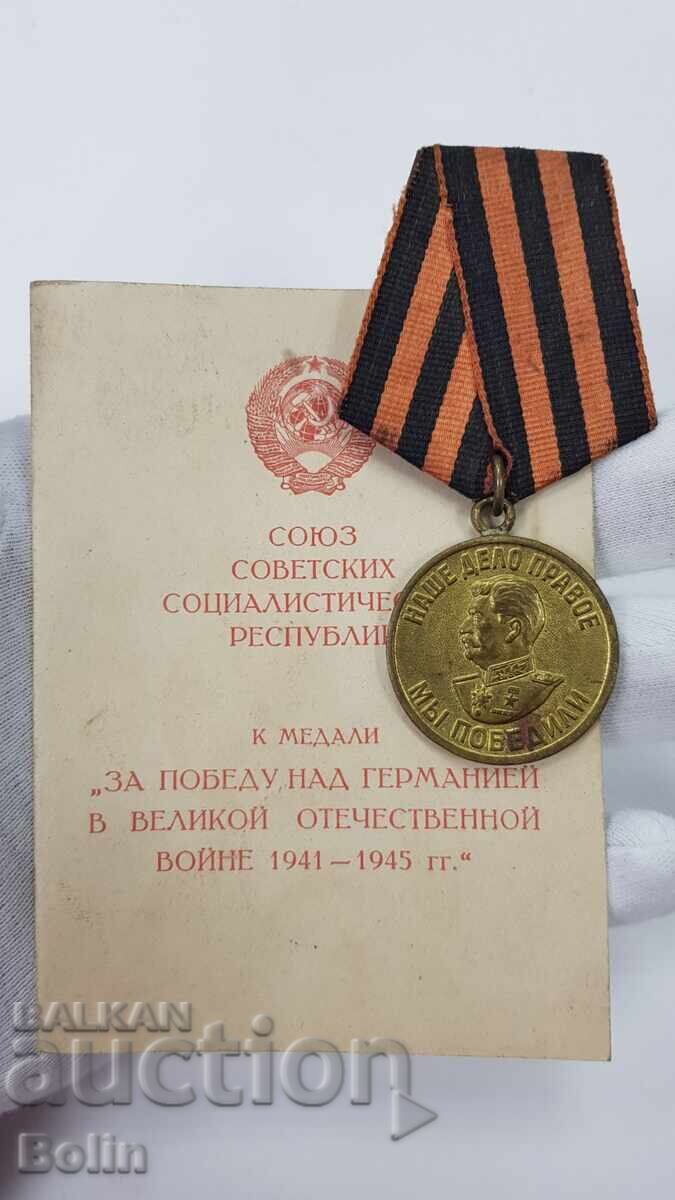 СОЮЗ
СОВЕТСКИХ
СОЦИАЛИСТИЧЕС
РЕСПУБЛИК
К МЕДАЛИ
„ЗА ПОБЕДУ НАД ГЕРМАНИЕЙ
В ВЕЛИКОЙ ОТЕЧЕСТВЕННОЙ
ВОЙНЕ 1941—1945 гг.“
НАШЕ ДЕЛО ПРАВОЕ
МЫ ПОБЕДИЛИ
BALKAN
auction
Bolin